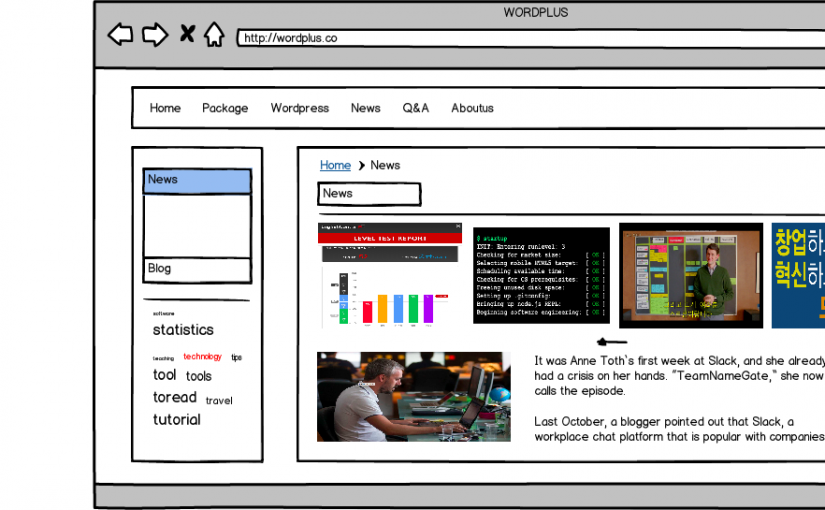 WORDPLUS
http://wordplus.co
Home Package Wordpress News Q&A Aboutus
News
Blog
software
statistics
teaching technology tips
tool tools
toread travel
tutorial
Home > News
News
LEVEL TEST REPORT
$ startup
INIT: Entering runlevel: 3
Checking for market size: [ OK ]
Selecting mobile HTML5 target: [ OK ]
Scheduling available time: [ OK ]
Checking for CS prerequisites: [ OK ]
Freeing unused disk space: [ OK ]
Setting up .gitconfig: [ OK ]
Bringing up node.js REPL: [ OK ]
Beginning software engineering: [ OK ]
창업하
혁신하
It was Anne Toth's first week at Slack, and she already
had a crisis on her hands. "TeamNameGate," she now
calls the episode.
Last October, a blogger pointed out that Slack, a
workplace chat platform that is popular with companies